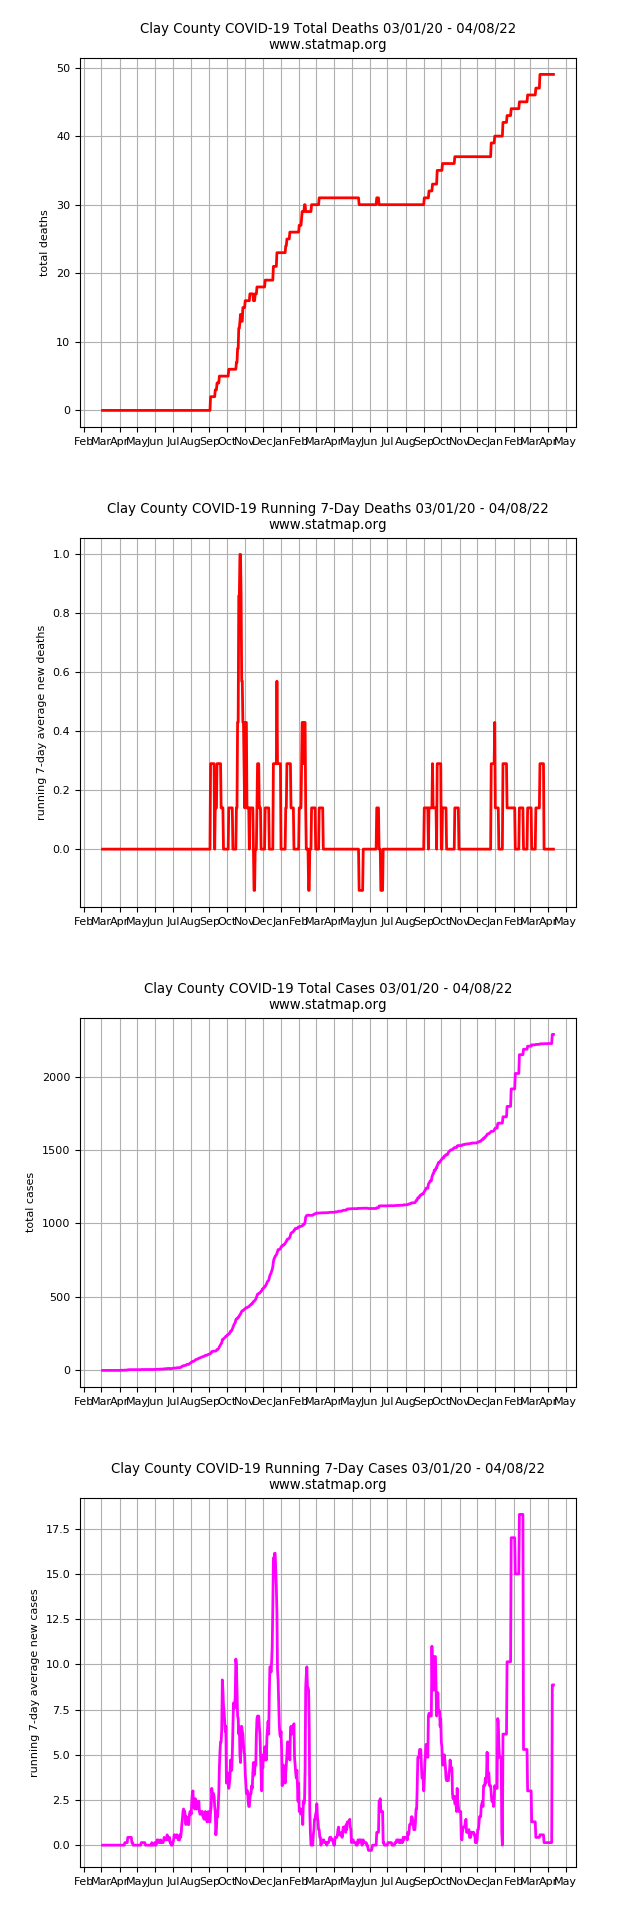 Clay County COVID-19 Total Deaths 03/01/20 - 04/08/22
www.statmap.org
50
40
30
20
10
0
total deaths
Feb Mar Apr May Jun Jul Aug Sep Oct Nov Dec Jan Feb Mar Apr May Jun Jul Aug Sep Oct Nov Dec Jan Feb Mar Apr May
Clay County COVID-19 Running 7-Day Deaths 03/01/20 - 04/08/22
www.statmap.org
1.0
0.8
0.6
0.4
0.2
0.0
running 7-day average new deaths
Feb Mar Apr May Jun Jul Aug Sep Oct Nov Dec Jan Feb Mar Apr May Jun Jul Aug Sep Oct Nov Dec Jan Feb Mar Apr May
Clay County COVID-19 Total Cases 03/01/20 - 04/08/22
www.statmap.org
2000
1500
1000
500
0
total cases
Feb Mar Apr May Jun Jul Aug Sep Oct Nov Dec Jan Feb Mar Apr May Jun Jul Aug Sep Oct Nov Dec Jan Feb Mar Apr May
Clay County COVID-19 Running 7-Day Cases 03/01/20 - 04/08/22
www.statmap.org
17.5
15.0
12.5
10.0
7.5
5.0
2.5
0.0
running 7-day average new cases
Feb Mar Apr May Jun Jul Aug Sep Oct Nov Dec Jan Feb Mar Apr May Jun Jul Aug Sep Oct Nov Dec Jan Feb Mar Apr May